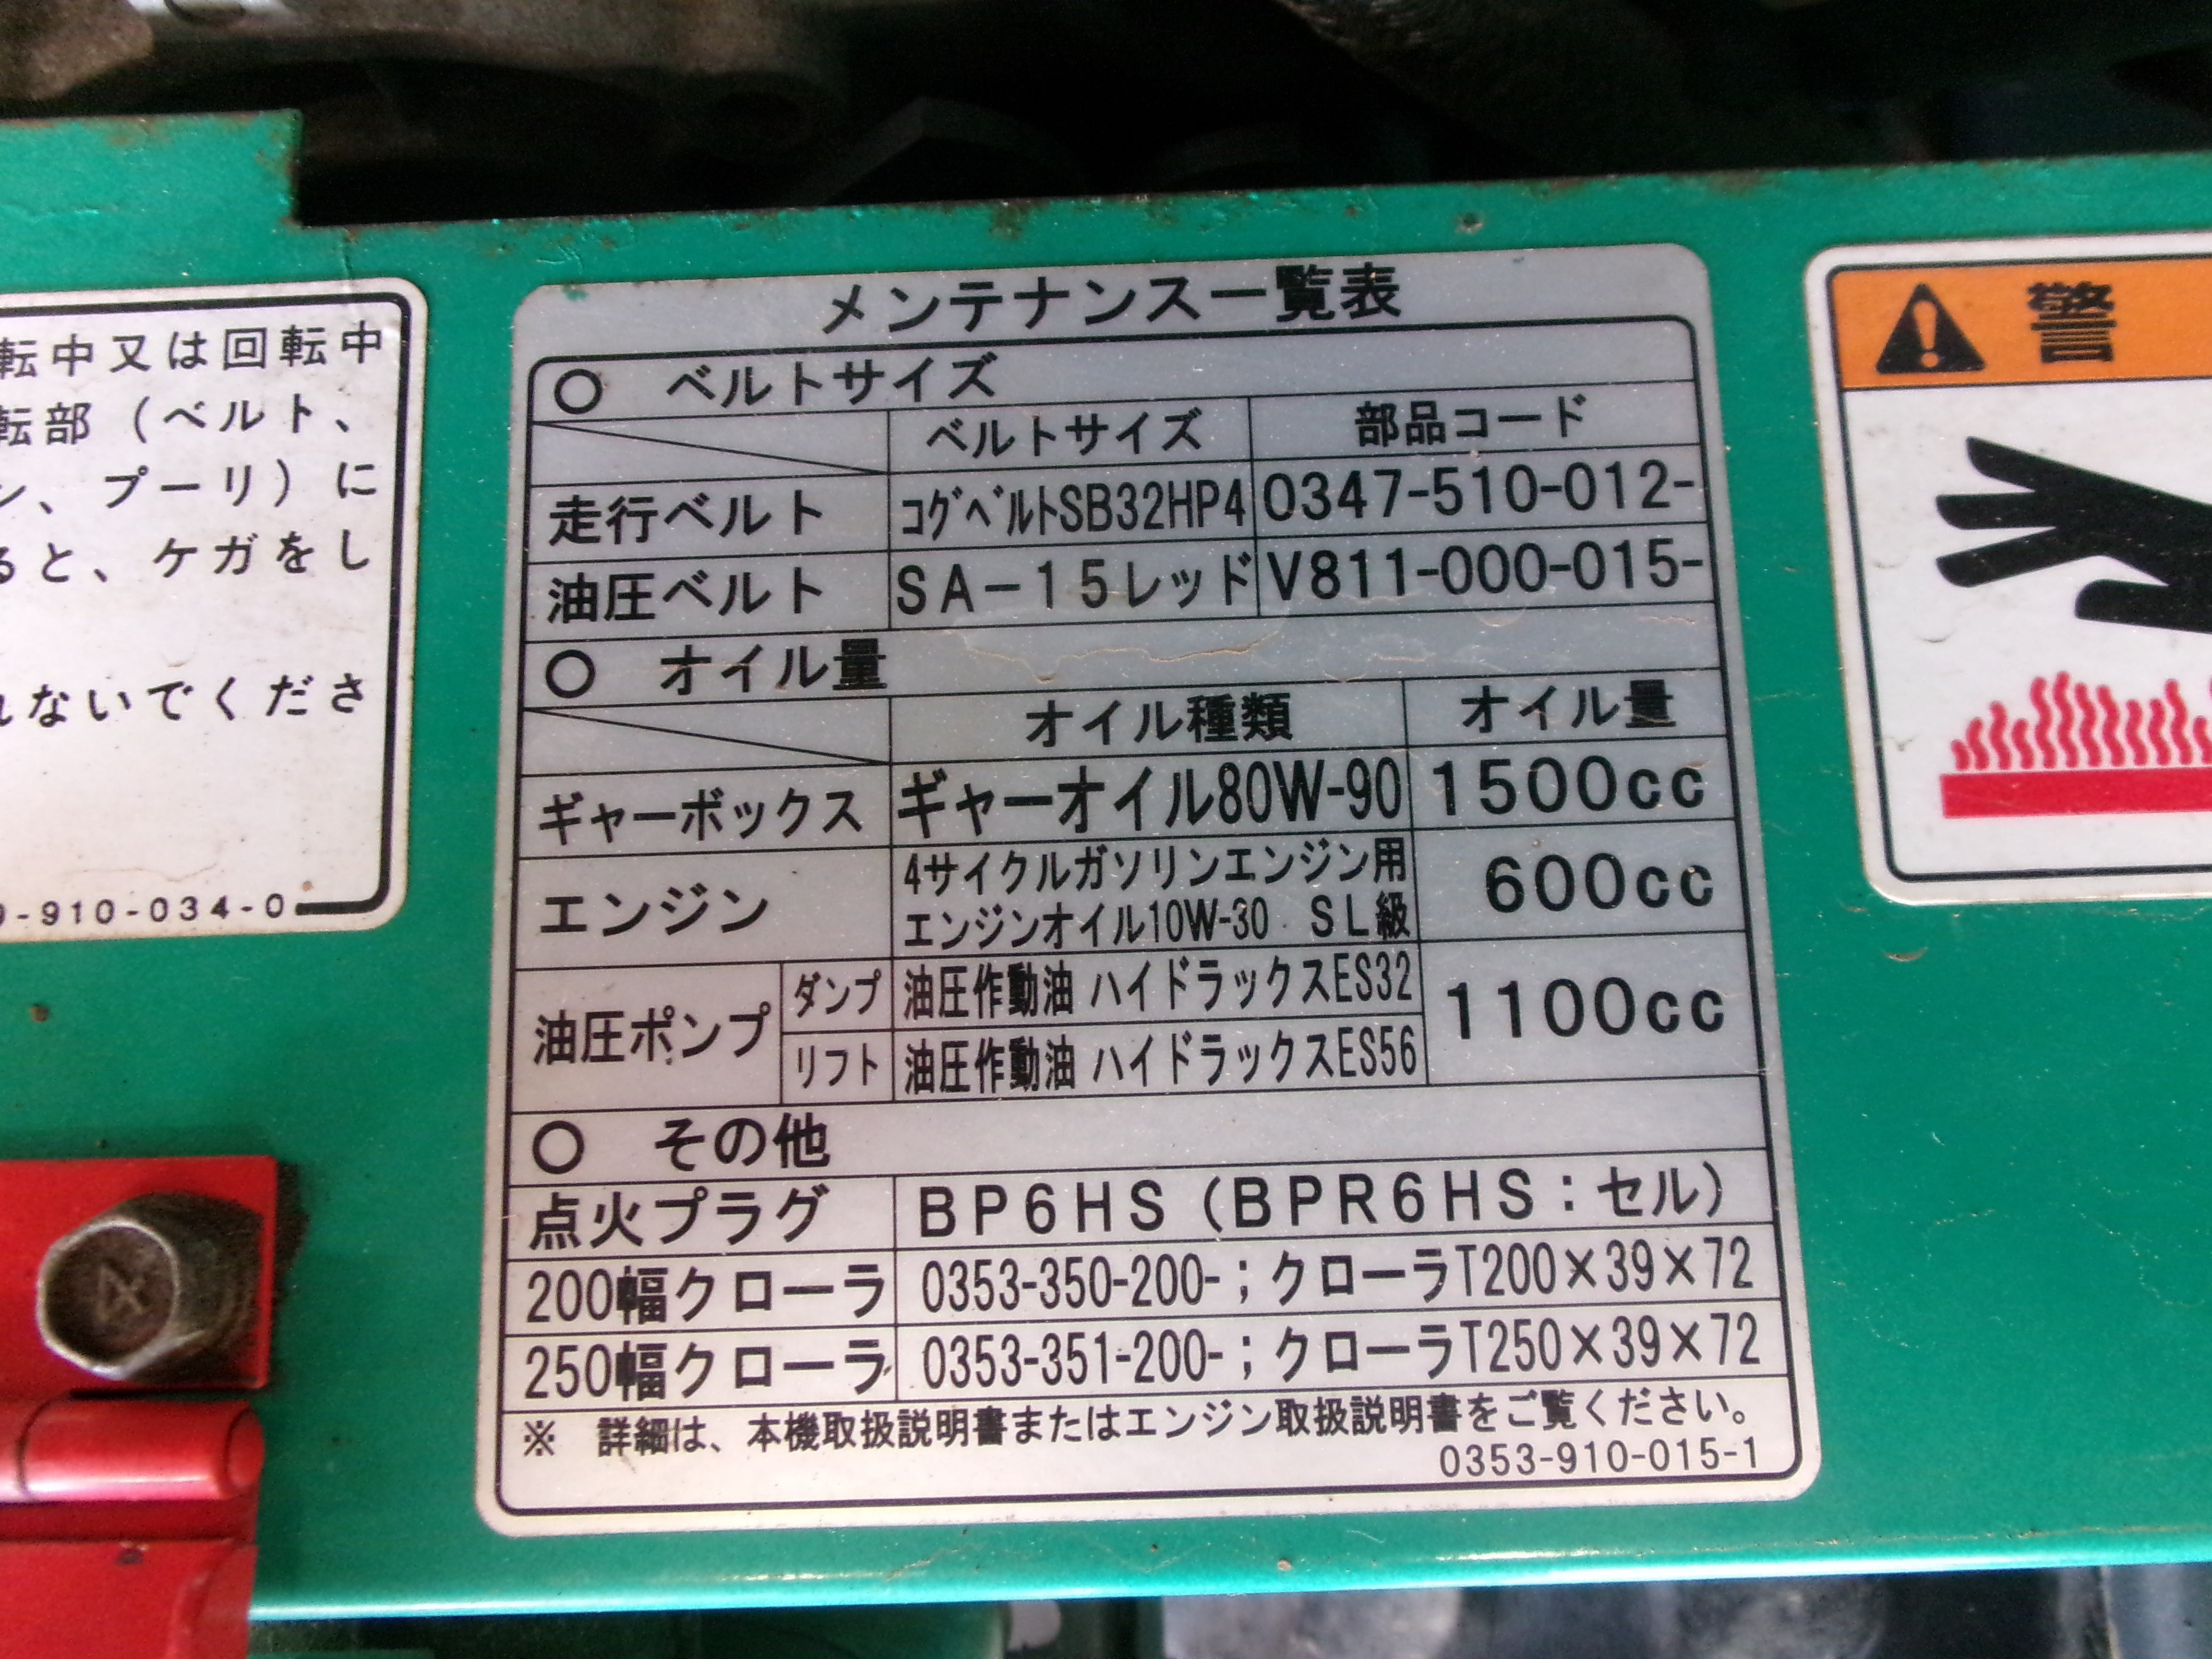 転中又は回転中
転部（ベルト、
ン、プーリ）に
ると、ケガをし
れないでくださ
9-910-034-0
メンテナンス一覧表
○ ベルトサイズ
ベルトサイズ 部品コード
走行ベルト コグベルトSB32HP4 0347-510-012-
油圧ベルト SA-15レッド V811-000-015-
○ オイル量
オイル種類 オイル量
ギャーボックス ギャーオイル80W-90 1500cc
エンジン 4サイクルガソリンエンジン用
エンジンオイル10W-30 SL級 600cc
油圧ポンプ ダンプ 油圧作動油 ハイドラックスES32 1100cc
リフト 油圧作動油 ハイドラックスES56
○ その他
点火プラグ BP6HS（BPR6HS：セル）
200幅クローラ 0353-350-200-；クローラT200×39×72
250幅クローラ 0353-351-200-；クローラT250×39×72
※ 詳細は、本機取扱説明書またはエンジン取扱説明書をご覧ください。
0353-910-015-1
警
4